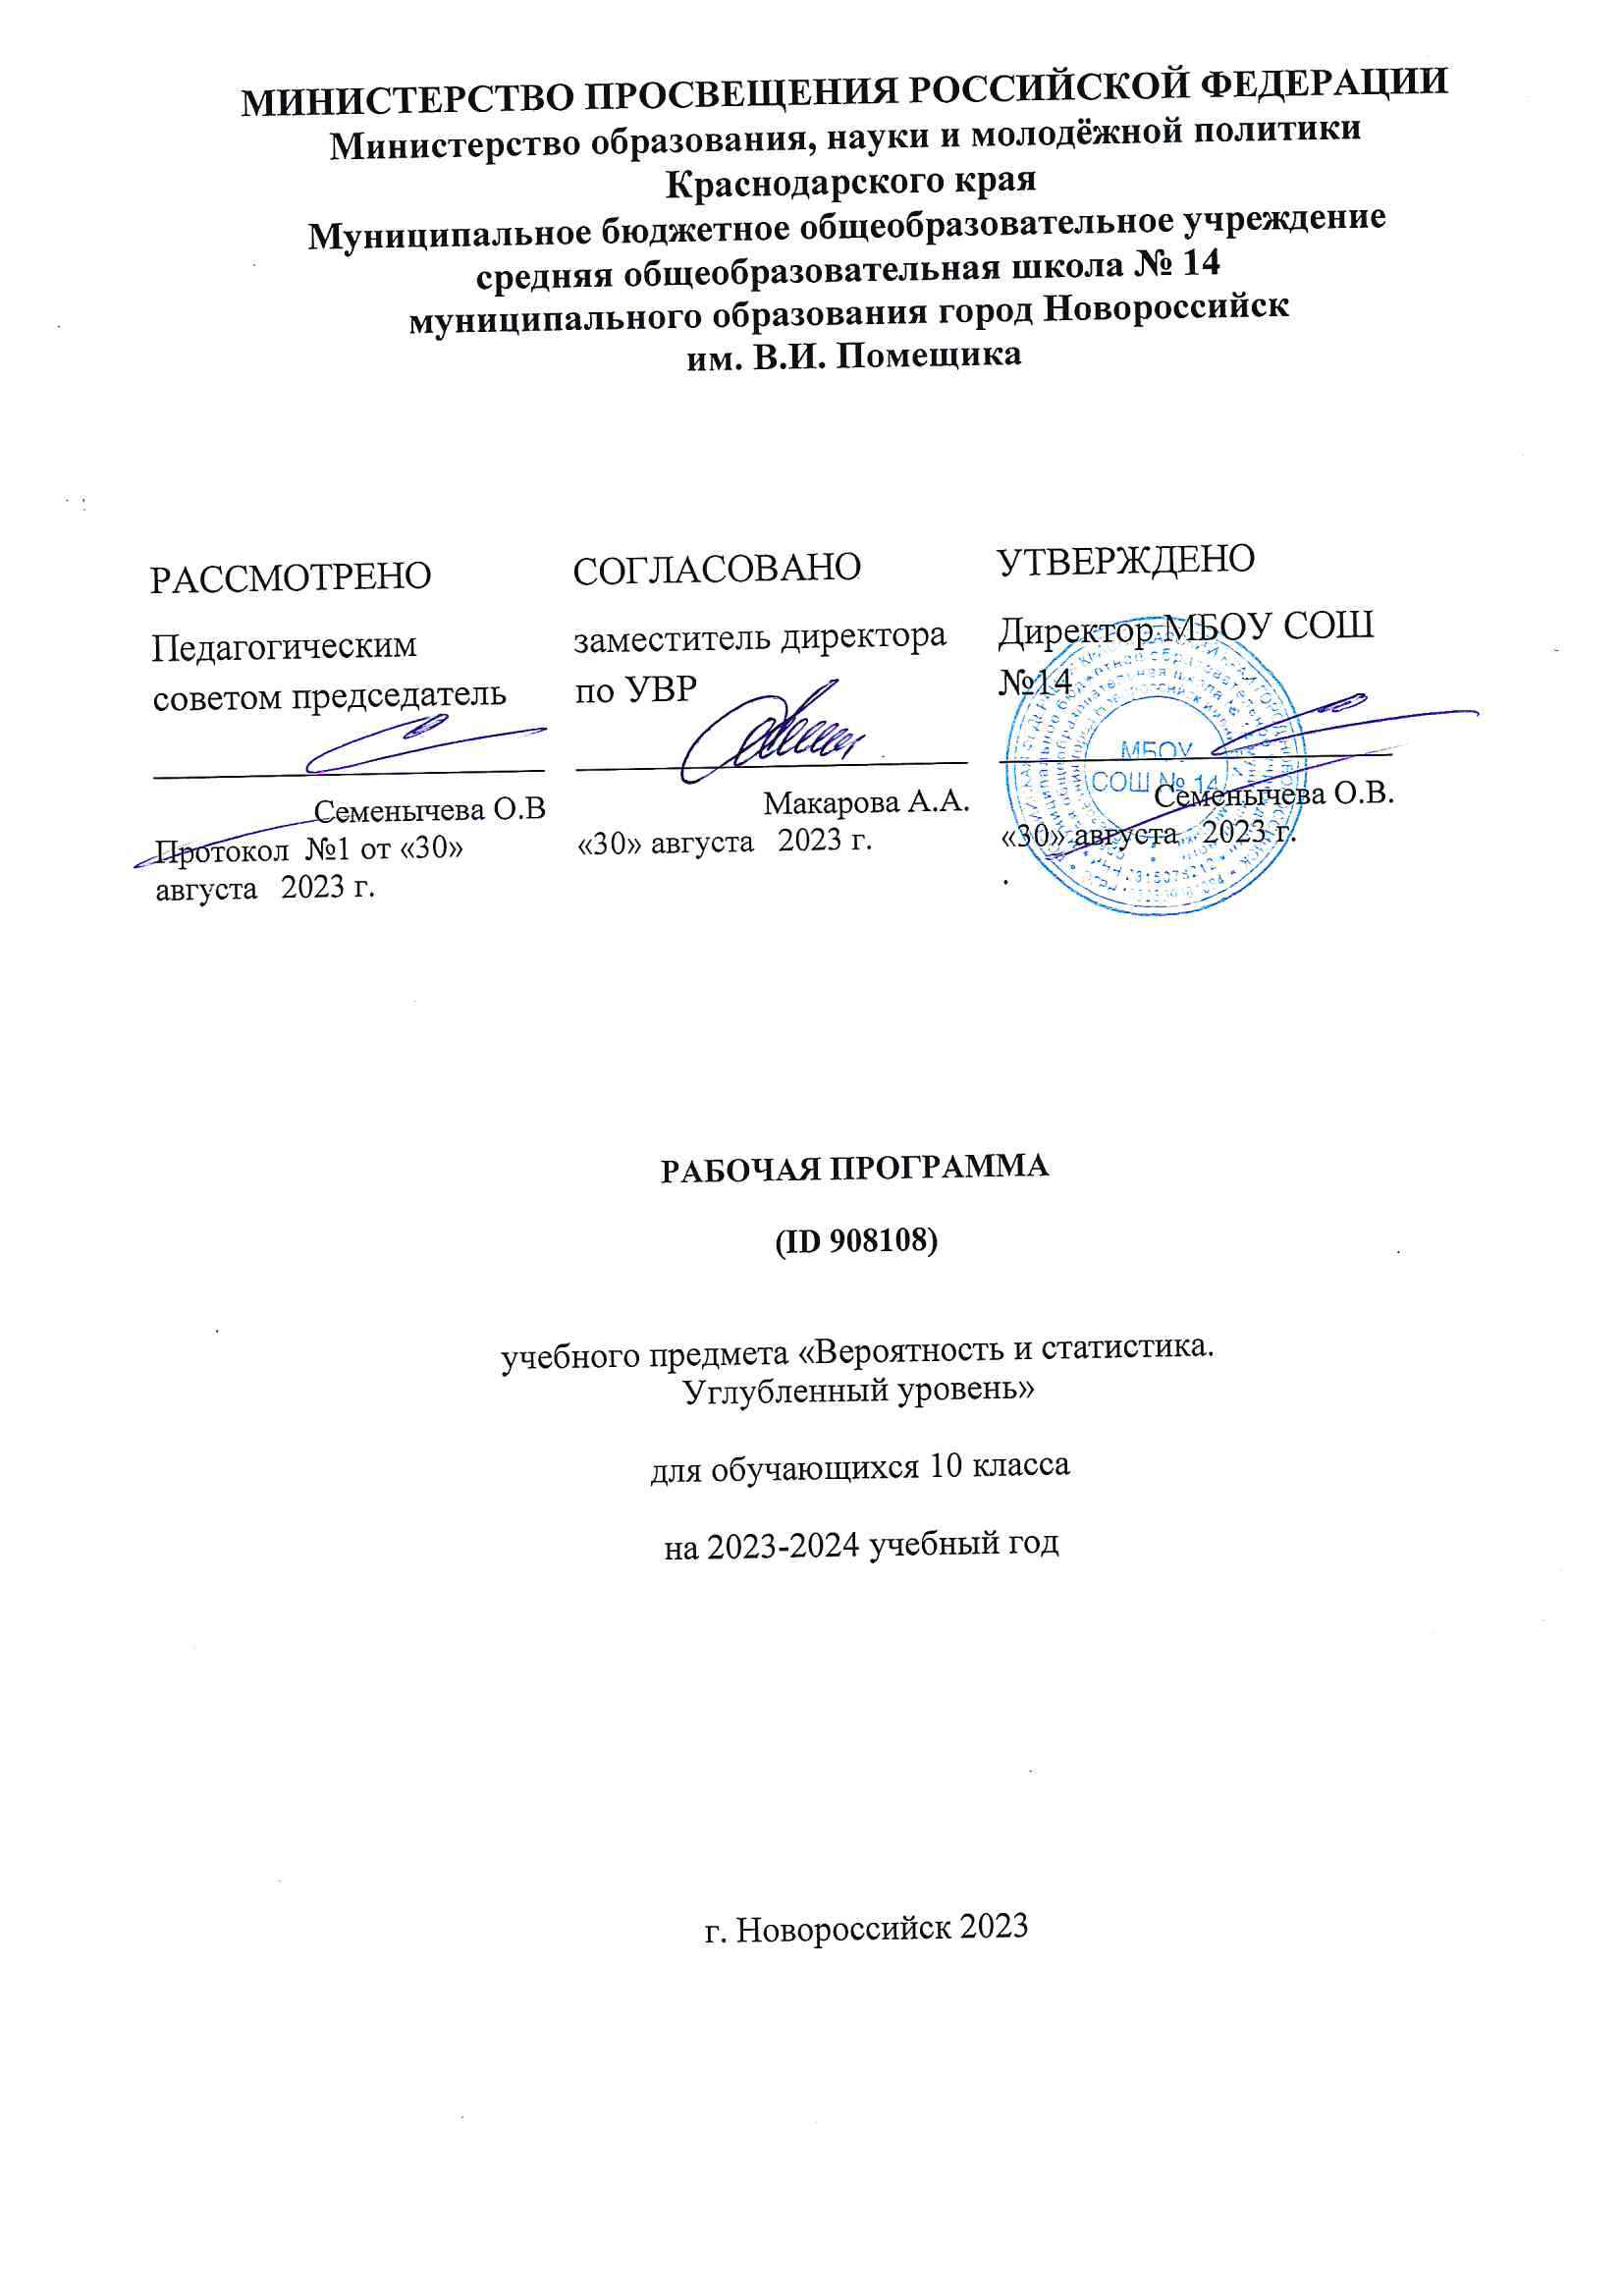 МИНИСТЕРСТВО ПРОСВЕЩЕНИЯ РОССИЙСКОЙ ФЕДЕРАЦИИ
Министерство образования, науки и молодёжной политики
Краснодарского края
Муниципальное бюджетное общеобразовательное учреждение
средняя общеобразовательная школа № 14
муниципального образования город Новороссийск
им. В.И. Помещика
РАССМОТРЕНО
Педагогическим
советом председатель
Семенычева О.В
Протокол №1 от «30»
августа 2023 г.
СОГЛАСОВАНО
заместитель директора
по УВР
Макарова А.А.
«30» августа 2023 г.
УТВЕРЖДЕНО
Директор МБОУ СОШ
№14
МБОУ
СОШ № 14
Семенычева О.В.
«30» августа 2023 г.
.
РАБОЧАЯ ПРОГРАММА
(ID 908108)
учебного предмета «Вероятность и статистика.
Углубленный уровень»
для обучающихся 10 класса
на 2023-2024 учебный год
г. Новороссийск 2023